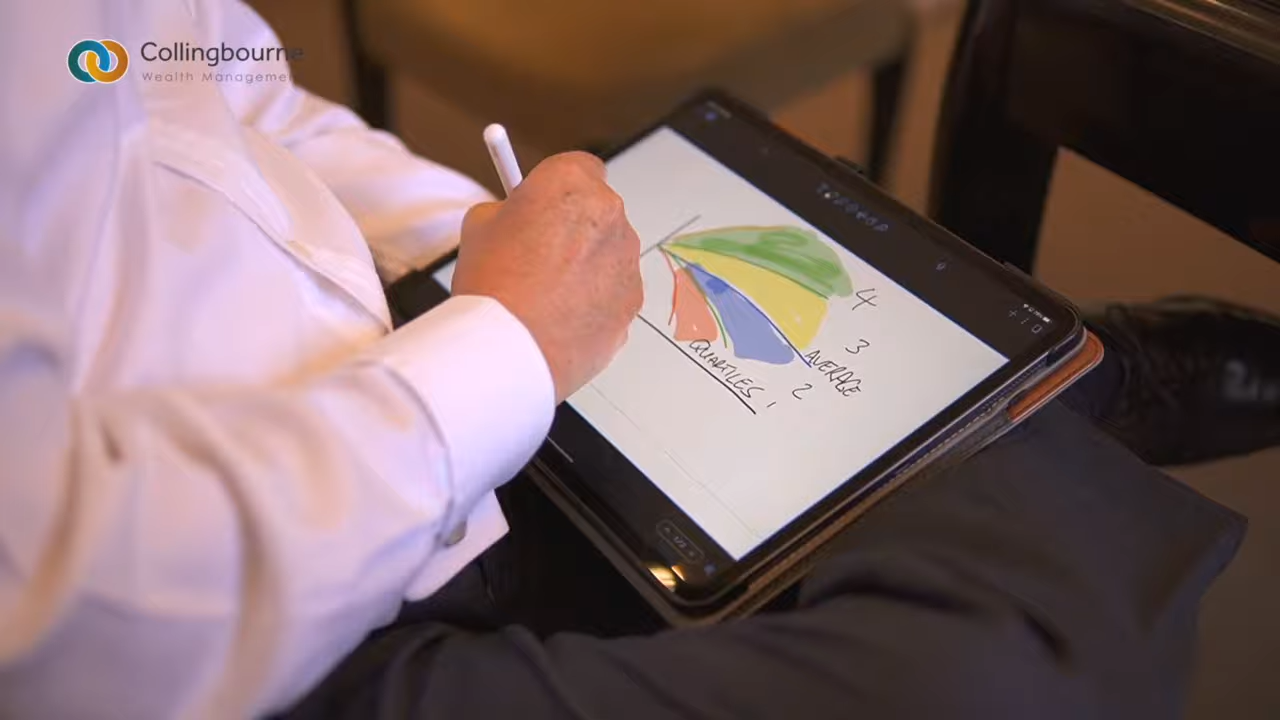 Collingbourne
Wealth Management
4
3
AVERAGE
2
QUARTILES 1